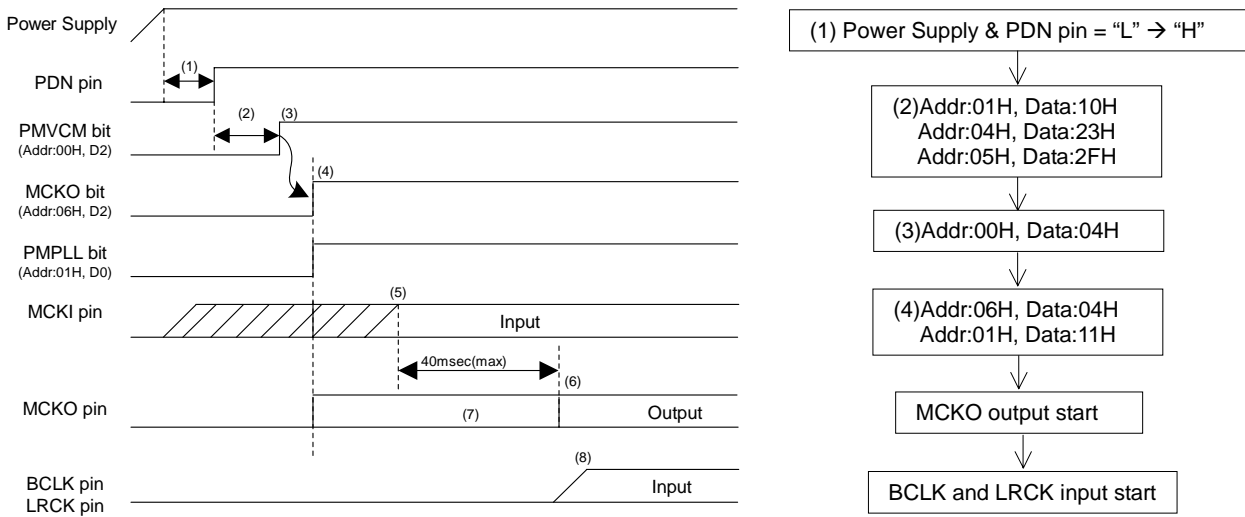 Power Supply
(1)
PDN pin
(2)
(3)
PMVCM bit
(Addr:00H, D2)
(4)
MCKO bit
(Addr:06H, D2)
PMPLL bit
(Addr:01H, D0)
(5)
MCKI pin
Input
40msec(max)
(6)
MCKO pin
(7)
Output
(8)
BCLK pin
LRCK pin
Input
(1) Power Supply & PDN pin = “L” → “H”
(2)Addr:01H, Data:10H
Addr:04H, Data:23H
Addr:05H, Data:2FH
(3)Addr:00H, Data:04H
(4)Addr:06H, Data:04H
Addr:01H, Data:11H
MCKO output start
BCLK and LRCK input start